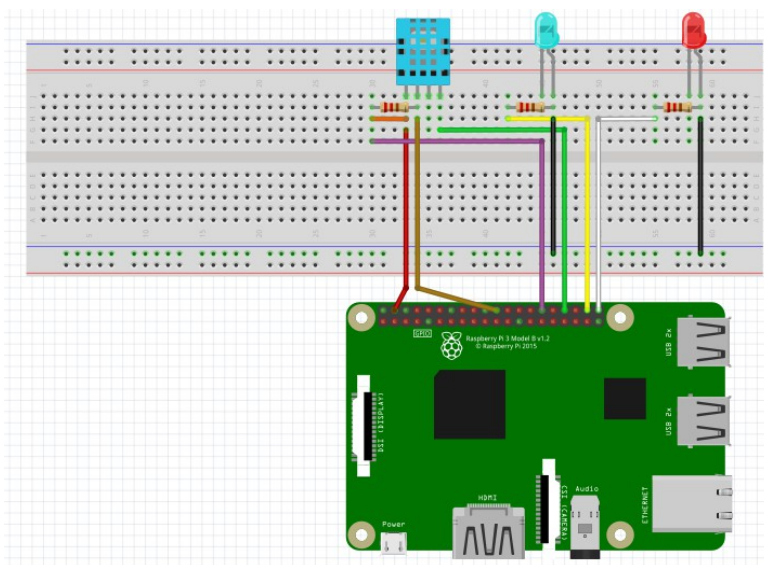 GPIO
Raspberry Pi 3 Model B v1.2
© Raspberry Pi 2015
DSI (DISPLAY)
USB 2x
USB 2x
ETHERNET
Power
HDMI
CSI (CAMERA)
Audio